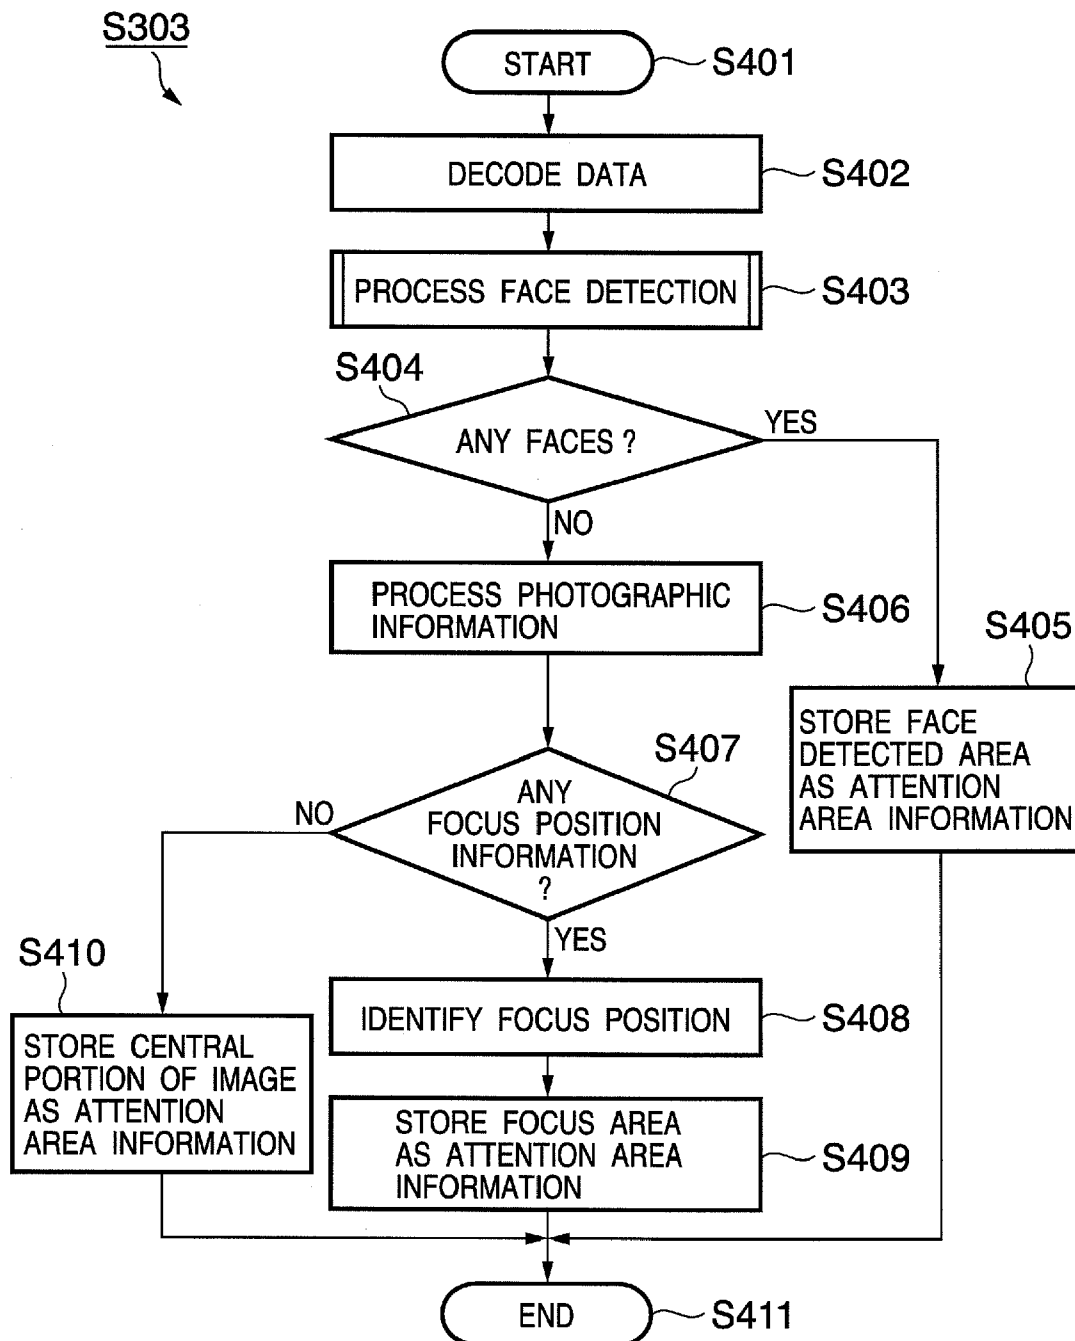 S303
START
S401
DECODE DATA
S402
PROCESS FACE DETECTION
S403
S404
ANY FACES ?
YES
NO
PROCESS PHOTOGRAPHIC
INFORMATION
S406
S405
STORE FACE
DETECTED AREA
AS ATTENTION
AREA INFORMATION
S407
ANY
FOCUS POSITION
INFORMATION
?
NO
YES
S410
STORE CENTRAL
PORTION OF IMAGE
AS ATTENTION
AREA INFORMATION
IDENTIFY FOCUS POSITION
S408
STORE FOCUS AREA
AS ATTENTION AREA
INFORMATION
S409
END
S411